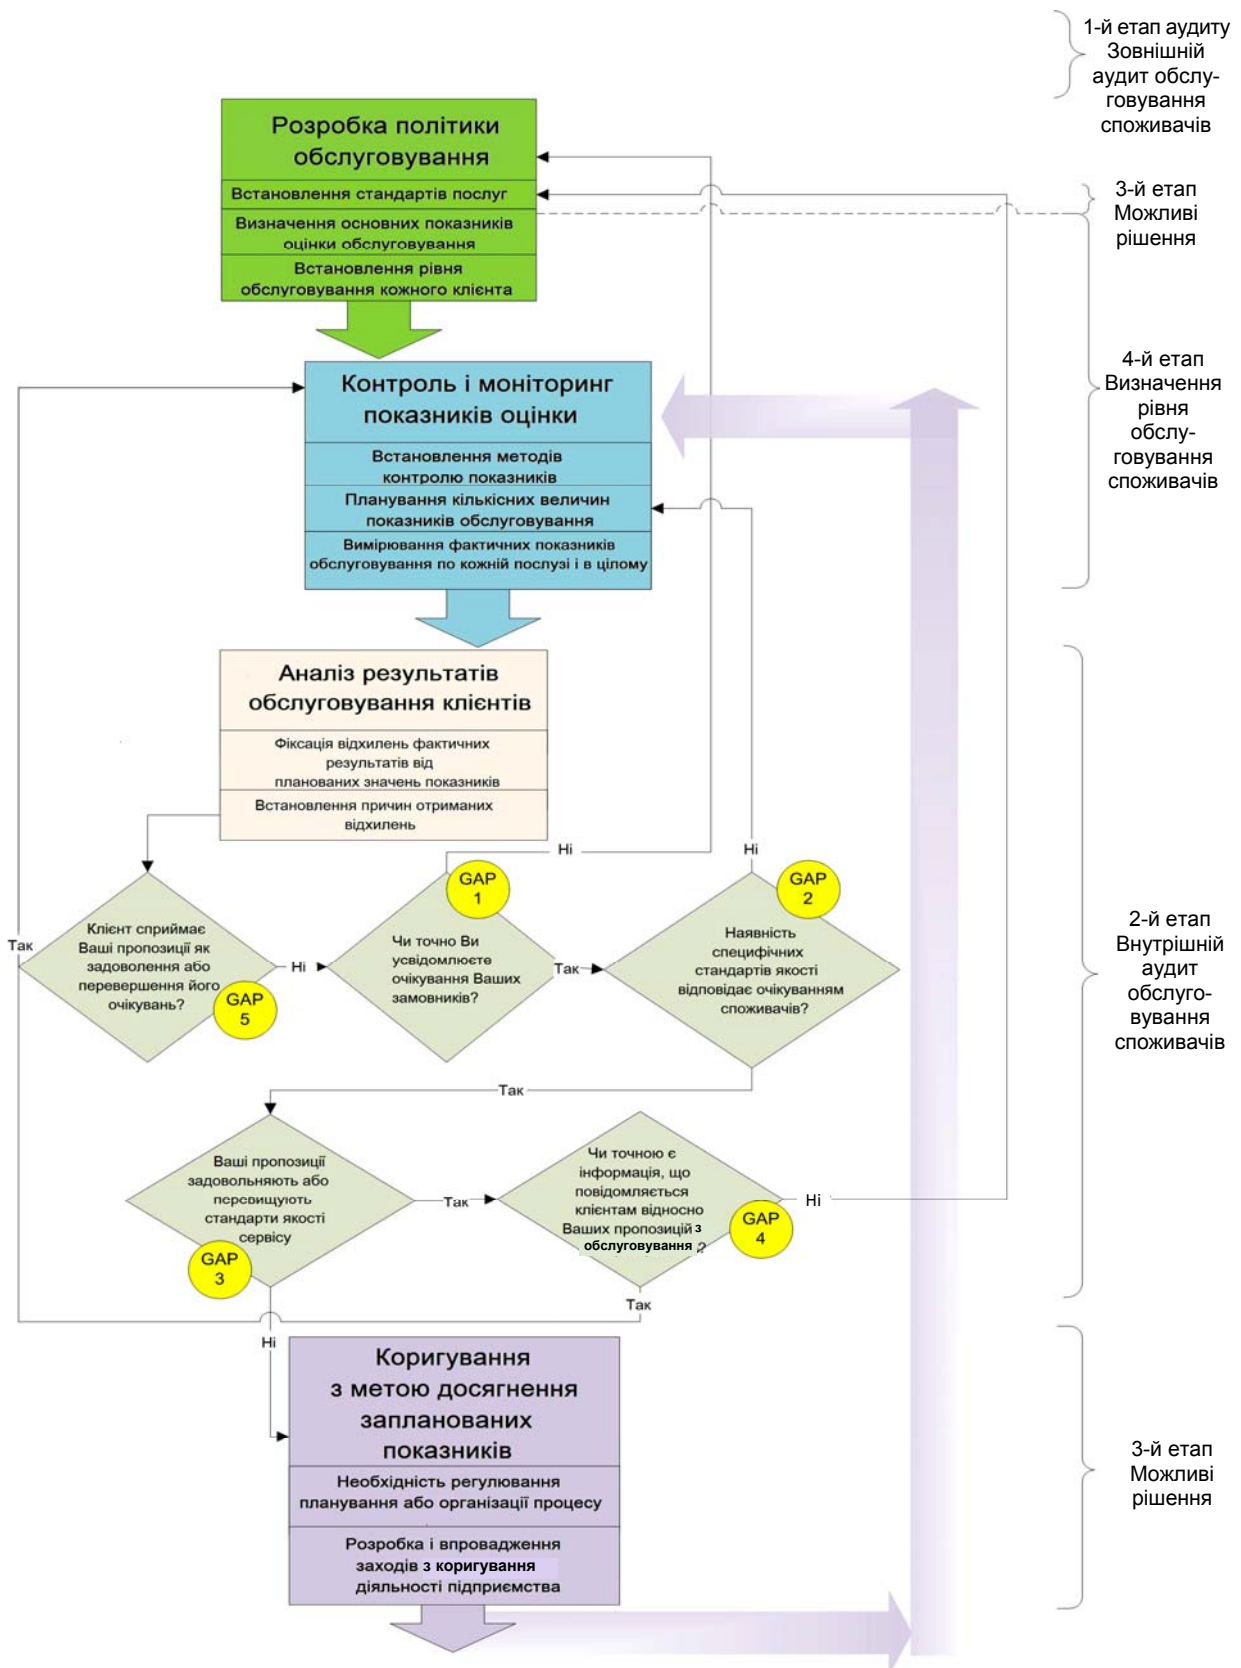 1-й етап аудиту
Зовнішній
аудит обслу-
говування
споживачів
Розробка політики
обслуговування
Встановлення стандартів послуг
Визначення основних показників
оцінки обслуговування
Встановлення рівня
обслуговування кожного клієнта
3-й етап
Можливі
рішення
Контроль і моніторинг
показників оцінки
Встановлення методів
контролю показників
Планування кількісних величин
показників обслуговування
Вимірювання фактичних показників
обслуговування по кожній послузі і в цілому
4-й етап
Визначення
рівня
обслу-
говування
споживачів
Аналіз результатів
обслуговування клієнтів
Фіксація відхилень фактичних
результатів від
планованих значень показників
Встановлення причин отриманих
відхилень
Ні
Ні
GAP
1
GAP
2
Так
Клієнт сприймає
Ваші пропозиції як
задоволення або
перевершення його
очікувань?
GAP
5
Ні
Чи точно Ви
усвідомлюєте
очікування Ваших
замовників?
Так
Наявність
специфічних
стандартів якості
відповідає очікуванням
споживачів?
2-й етап
Внутрішній
аудит
обслуго-
вування
споживачів
Так
Ваші пропозиції
задовольняють або
перевищують
стандарти якості
сервісу
GAP
3
Так
Чи точною є
інформація, що
повідомляється
клієнтам відносно
Ваших пропозицій з
обслуговування ?
GAP
4
Ні
Так
Ні
Коригування
з метою досягнення
запланованих
показників
Необхідність регулювання
планування або організації процесу
Розробка і впровадження
заходів з коригування
діяльності підприємства
3-й етап
Можливі
рішення